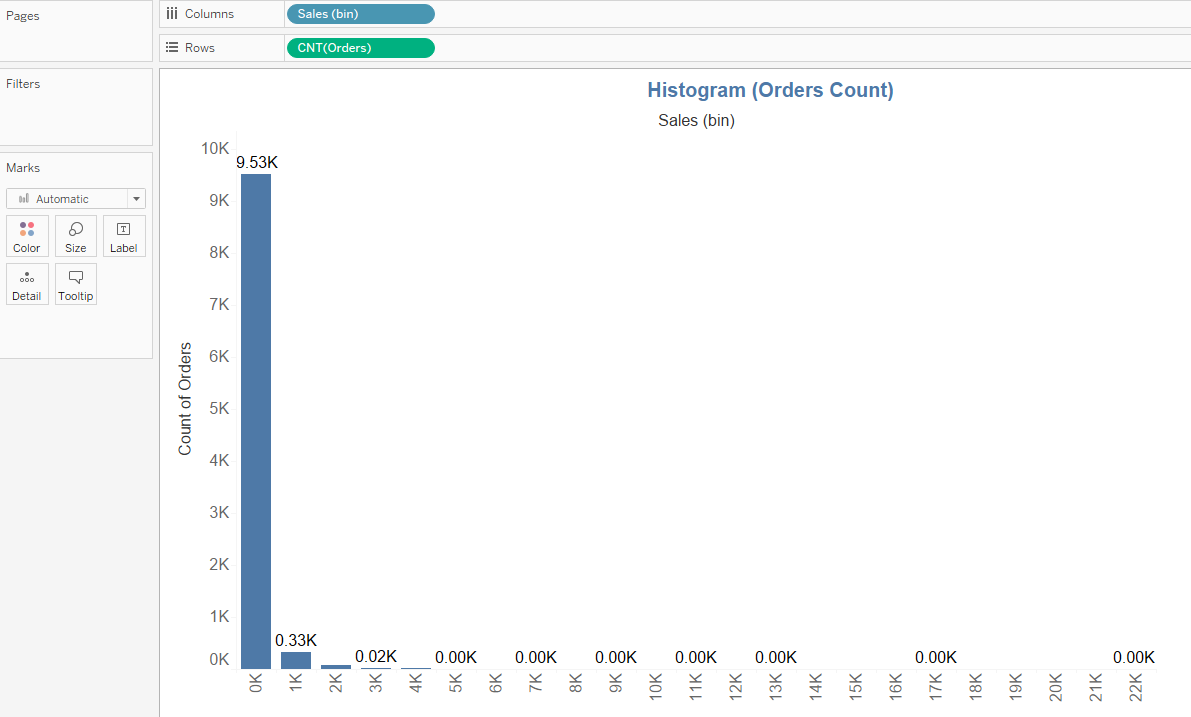 Pages
Columns
Sales (bin)
Rows
CNT(Orders)
Filters
Marks
Automatic
Color
Size
Label
Detail
Tooltip
Histogram (Orders Count)
Sales (bin)
Count of Orders
10K
9K
8K
7K
6K
5K
4K
3K
2K
1K
0K
9.53K
0.33K
0.02K
0.00K
0.00K
0.00K
0.00K
0.00K
0.00K
0.00K
0K
1K
2K
3K
4K
5K
6K
7K
8K
9K
10K
11K
12K
13K
14K
15K
16K
17K
18K
19K
20K
21K
22K